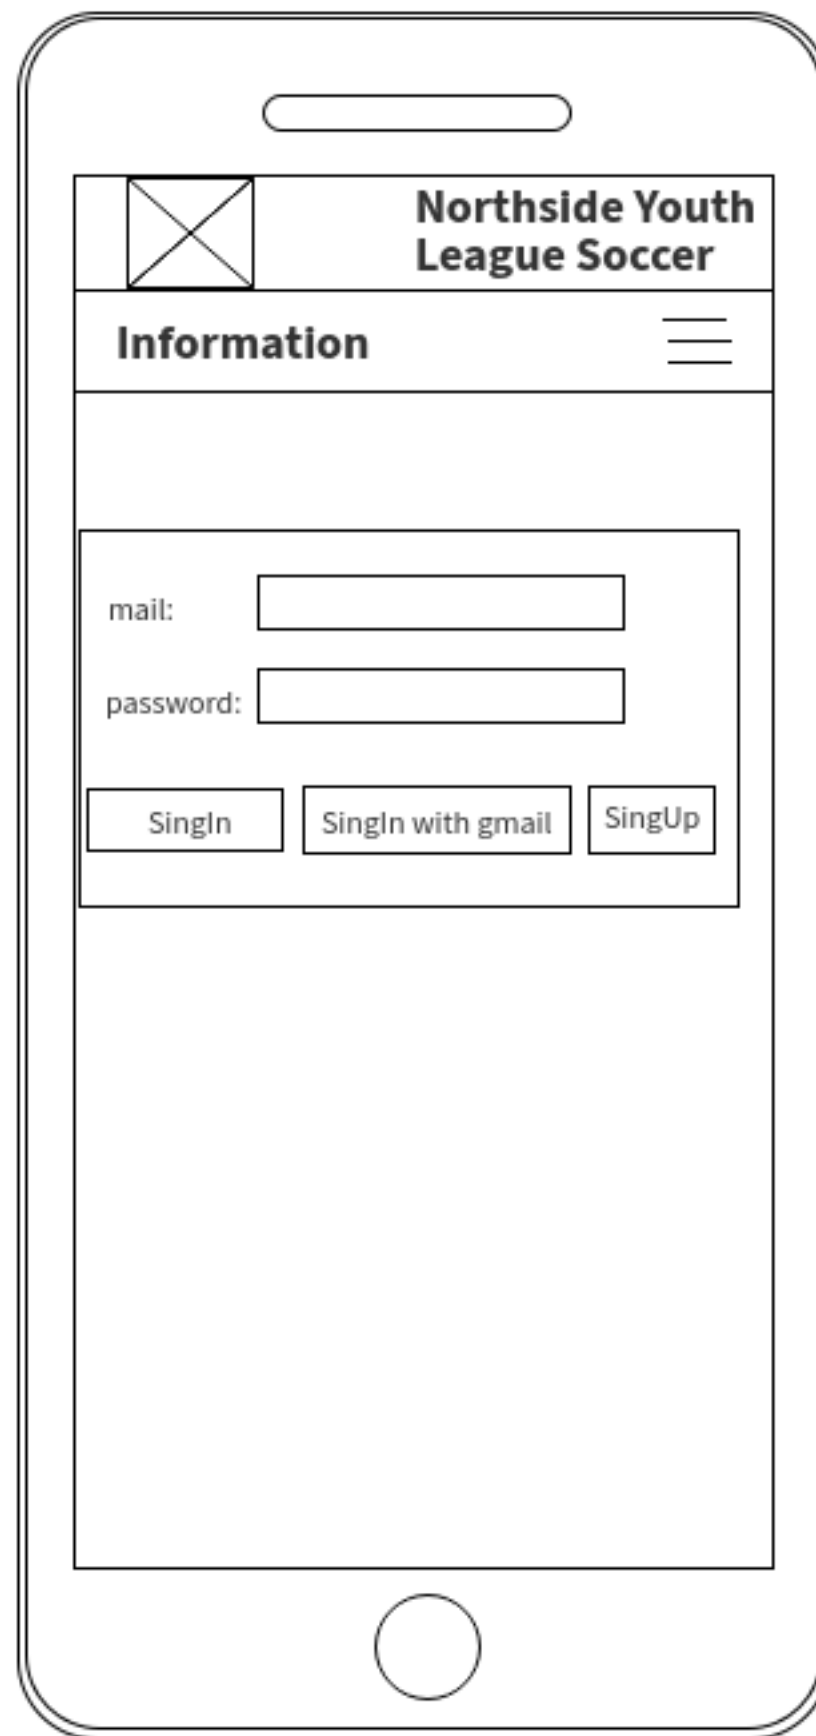 Northside Youth
League Soccer
Information
mail:
password:
SingIn
SingIn with gmail
SingUp